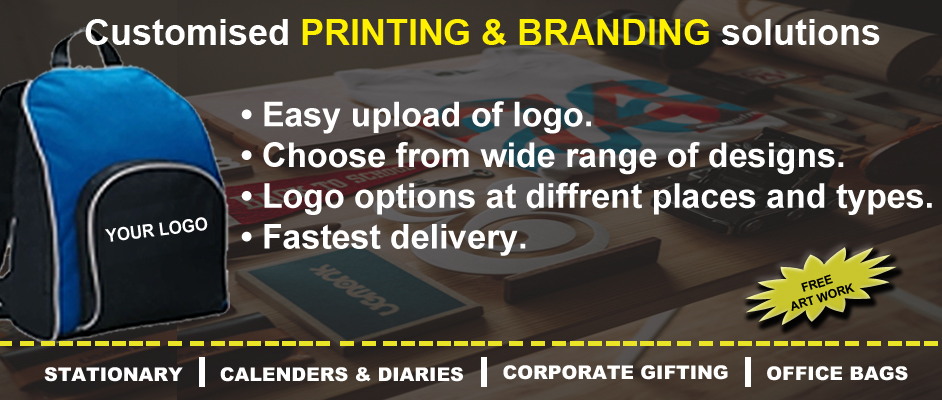 Customised PRINTING & BRANDING solutions
• Easy upload of logo.
• Choose from wide range of designs.
• Logo options at diffrent places and types.
• Fastest delivery.
YOUR LOGO
FREE
ART WORK
STATIONARY | CALENDERS & DIARIES | CORPORATE GIFTING | OFFICE BAGS